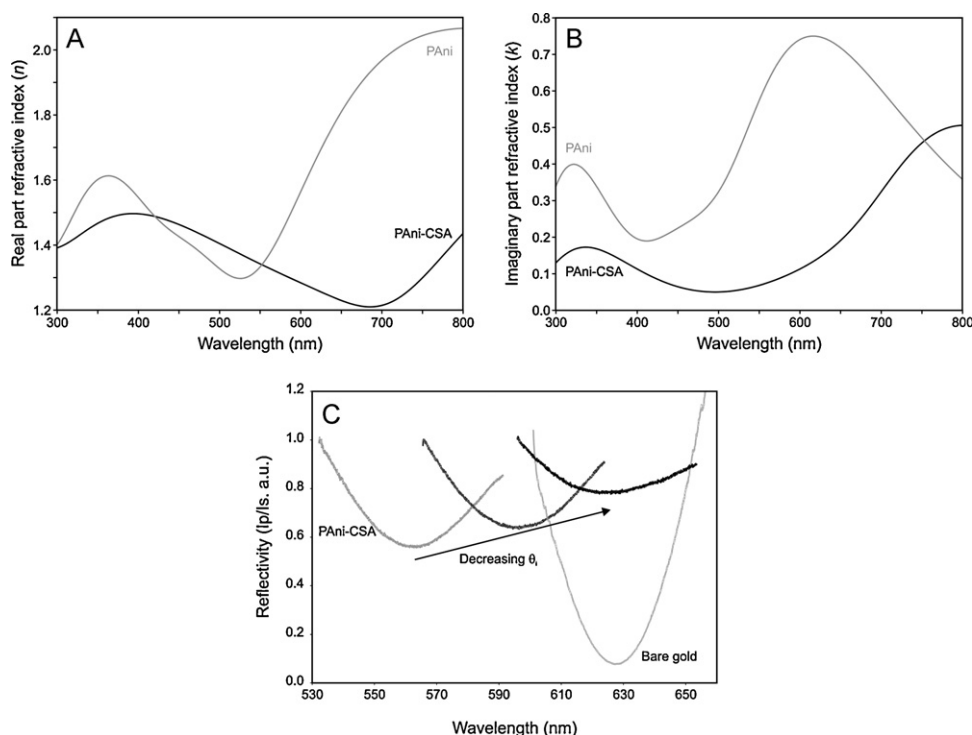 A
PAni
PAni-CSA
Real part refractive index (n)
2.0
1.8
1.6
1.4
1.2
300 400 500 600 700 800
Wavelength (nm)
B
PAni
PAni-CSA
Imaginary part refractive index (k)
0.8
0.7
0.6
0.5
0.4
0.3
0.2
0.1
0.0
300 400 500 600 700 800
Wavelength (nm)
C
PAni-CSA
Decreasing θi
Bare gold
Reflectivity (Ip/Is. a.u.)
1.2
1.0
0.8
0.6
0.4
0.2
0.0
530 550 570 590 610 630 650
Wavelength (nm)